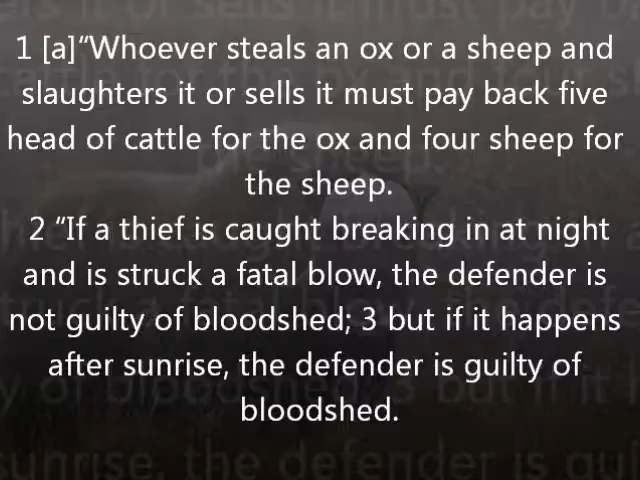 1 [a]“Whoever steals an ox or a sheep and
slaughters it or sells it must pay back five
head of cattle for the ox and four sheep for
the sheep.
2 “If a thief is caught breaking in at night
and is struck a fatal blow, the defender is
not guilty of bloodshed; 3 but if it happens
after sunrise, the defender is guilty of
bloodshed.